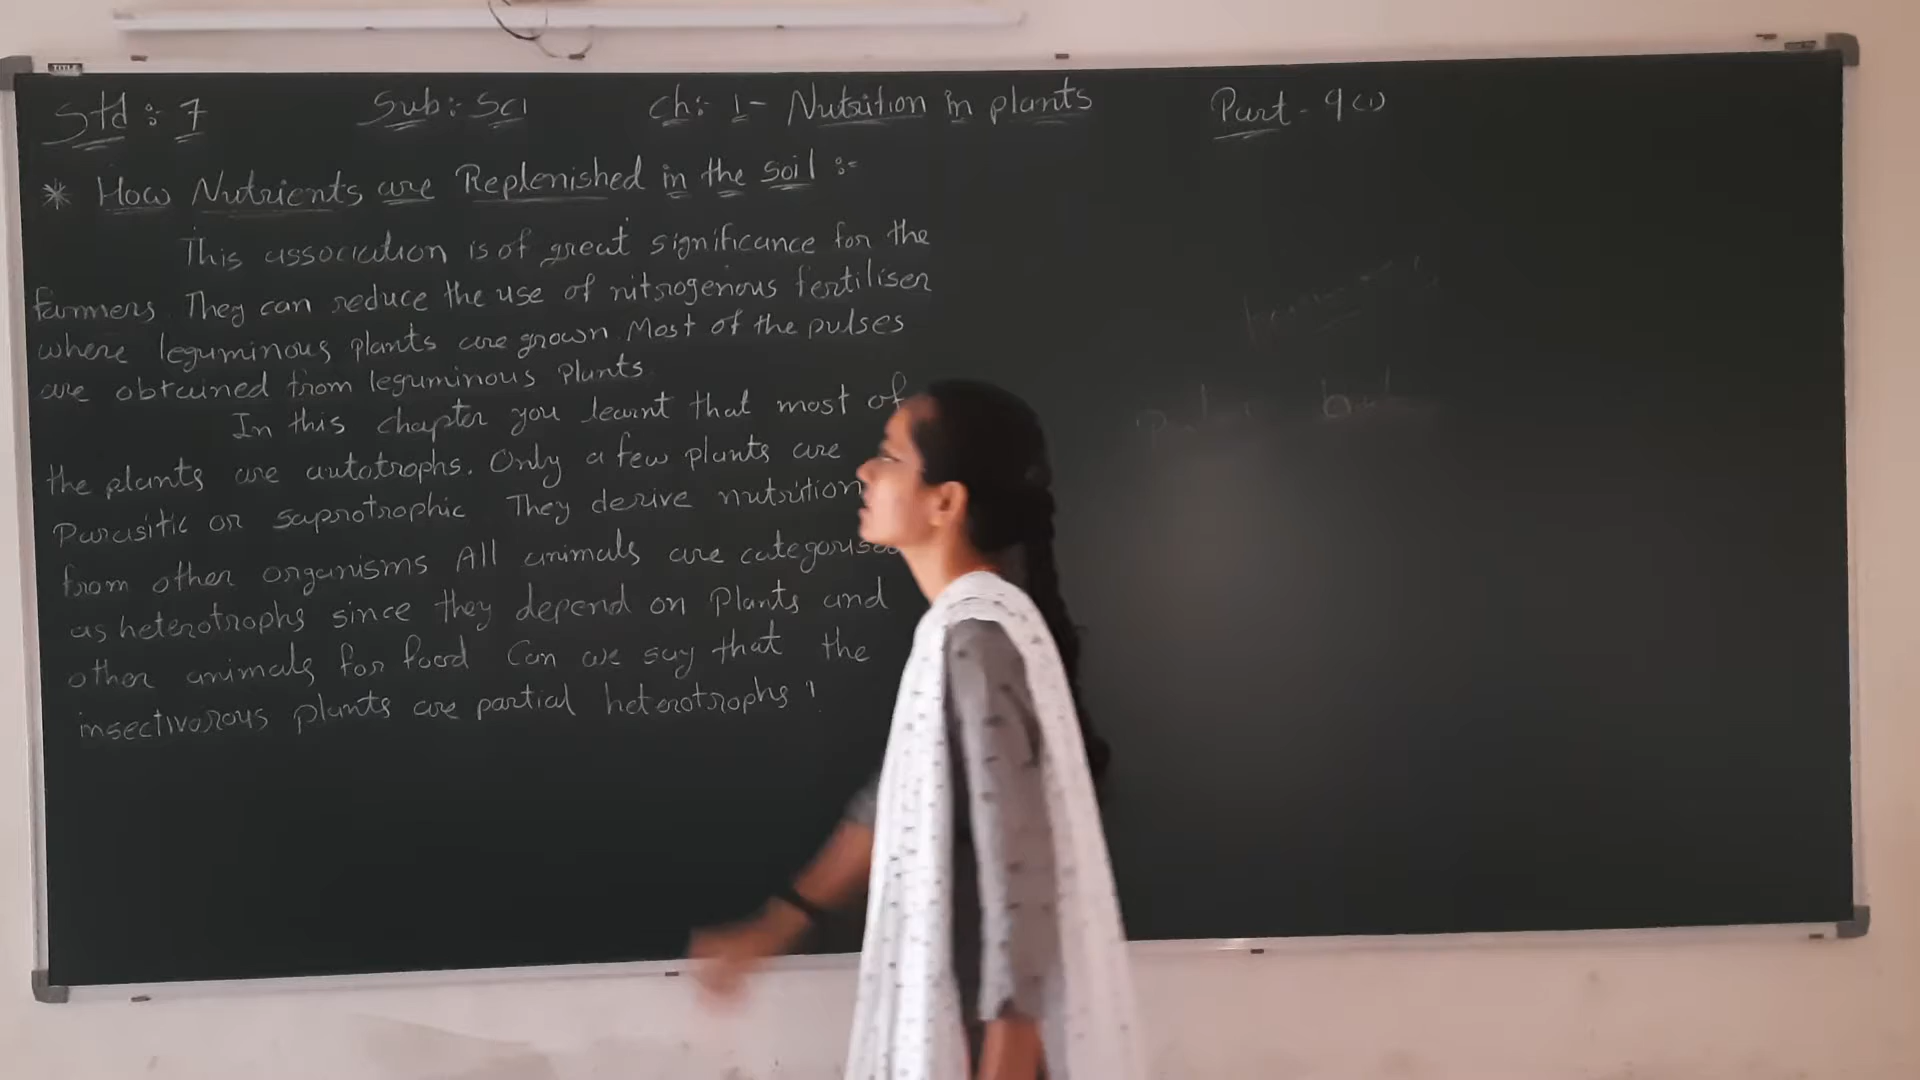 Std : 7 Sub :- Sci Ch :- 1 - Nutrition in plants Part - 9 (1)
* How Nutrients are Replenished in the soil :-
This association is of great significance for the
farmers. They can reduce the use of nitrogenous fertiliser
where leguminous plants are grown. Most of the pulses
are obtained from leguminous plants
In this chapter you learnt that most of
the plants are autotrophs. Only a few plants are
Parasitic or saprotrophic They derive nutrition
from other organisms All animals are categorised
as heterotrophs since they depend on plants and
other animals for food Can we say that the
insectivorous plants are partial heterotrophs ?